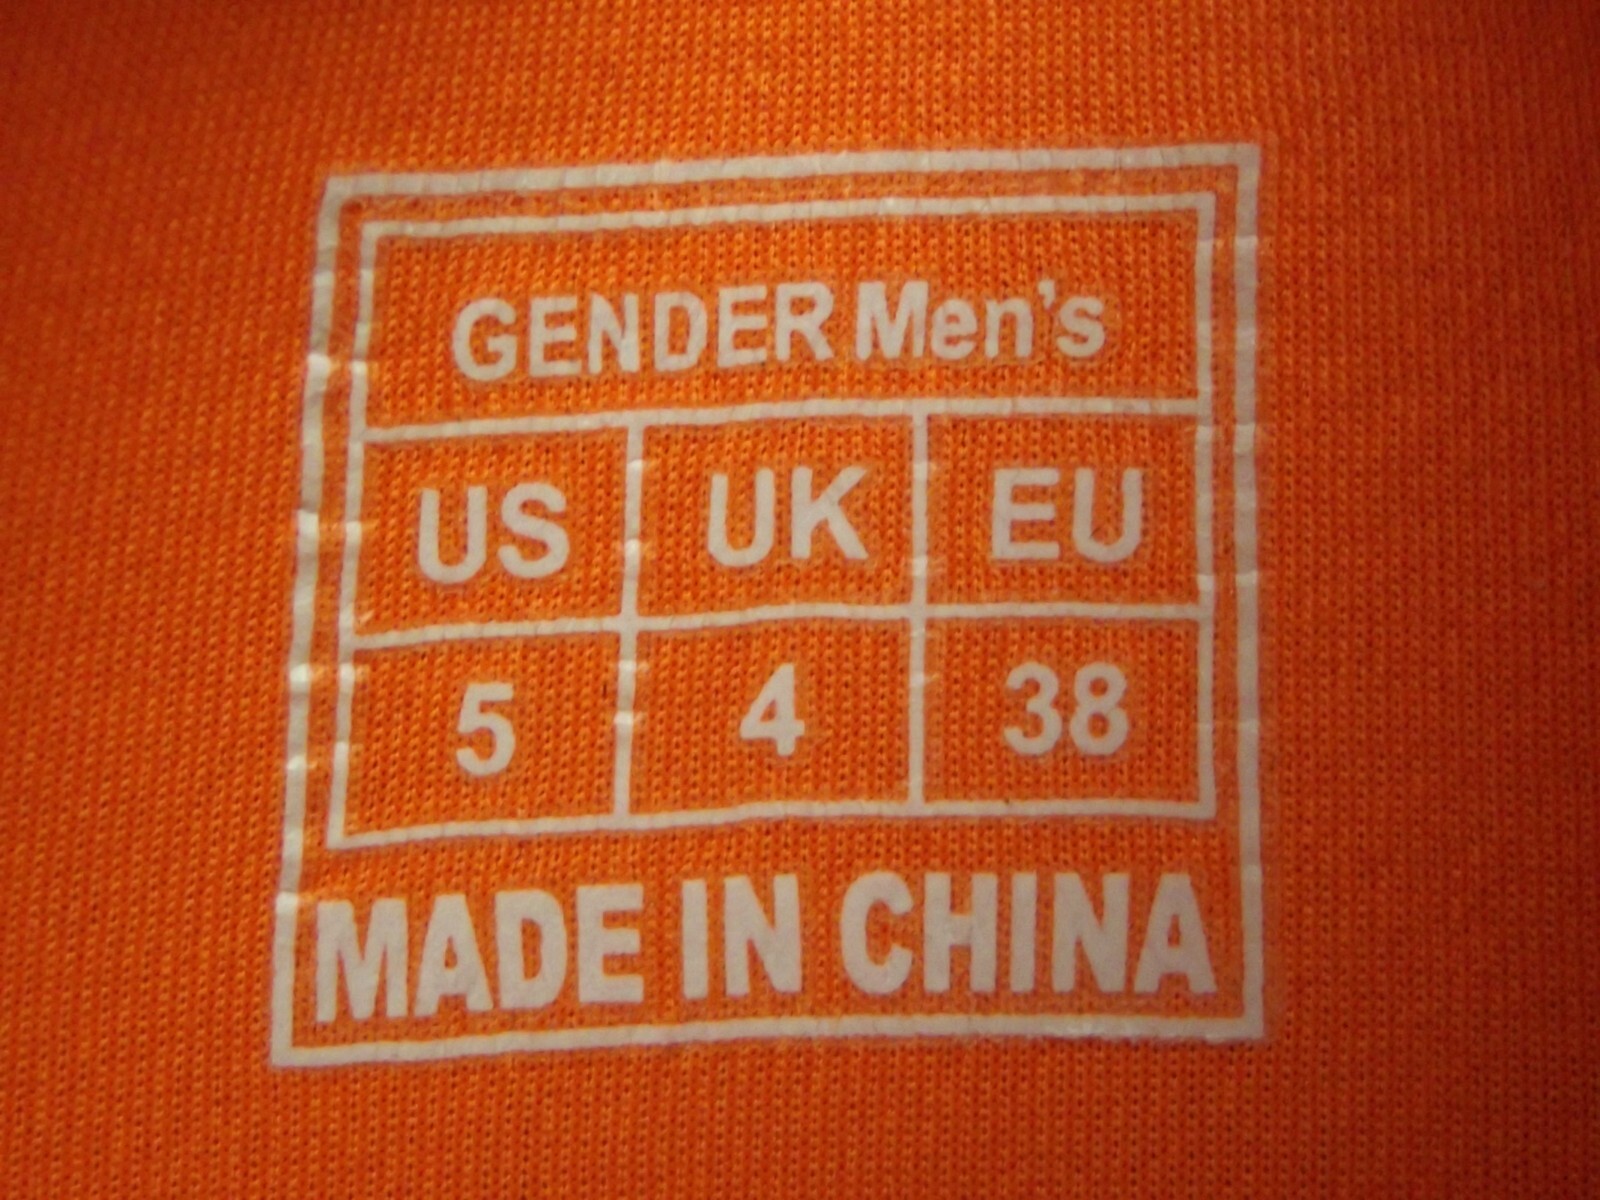 GENDER Men's
US UK EU
5 4 38
MADE IN CHINA